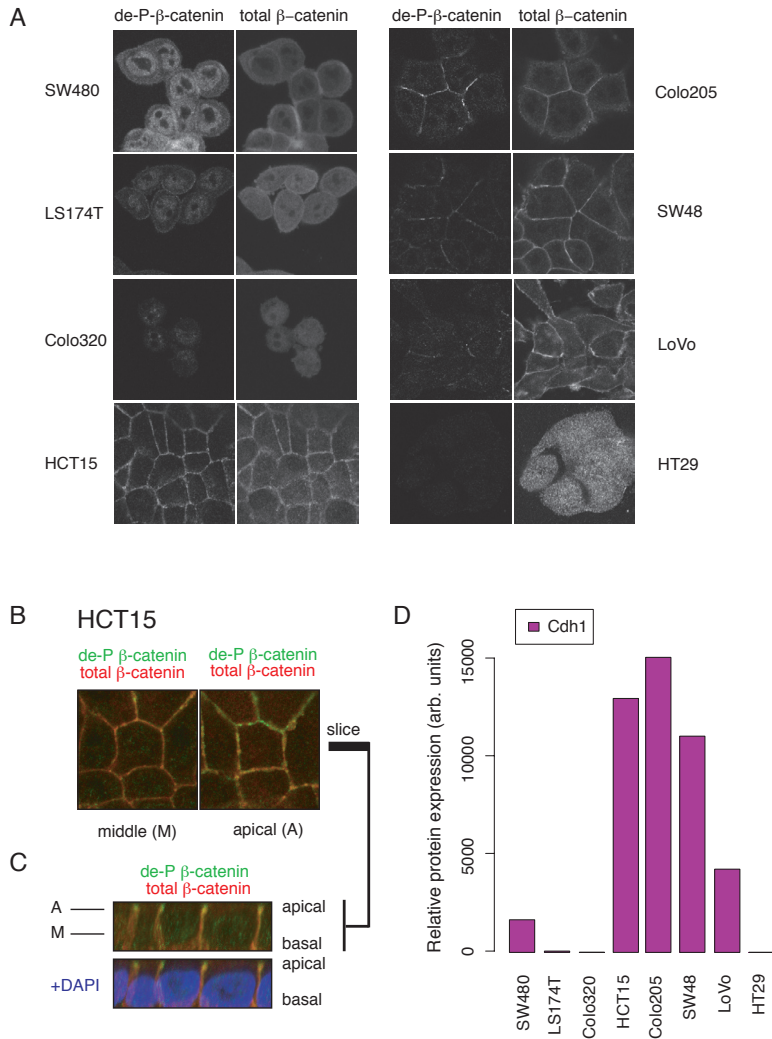 A
de-P-β-catenin
total β−catenin
de-P-β-catenin
total β−catenin
SW480
LS174T
Colo320
HCT15
Colo205
SW48
LoVo
HT29
B
HCT15
de-P β-catenin
total β-catenin
de-P β-catenin
total β-catenin
slice
middle (M)
apical (A)
C
de-P β-catenin
total β-catenin
A
M
apical
basal
+DAPI
apical
basal
D
Cdh1
Relative protein expression (arb. units)
15000
10000
5000
0
SW480
LS174T
Colo320
HCT15
Colo205
SW48
LoVo
HT29